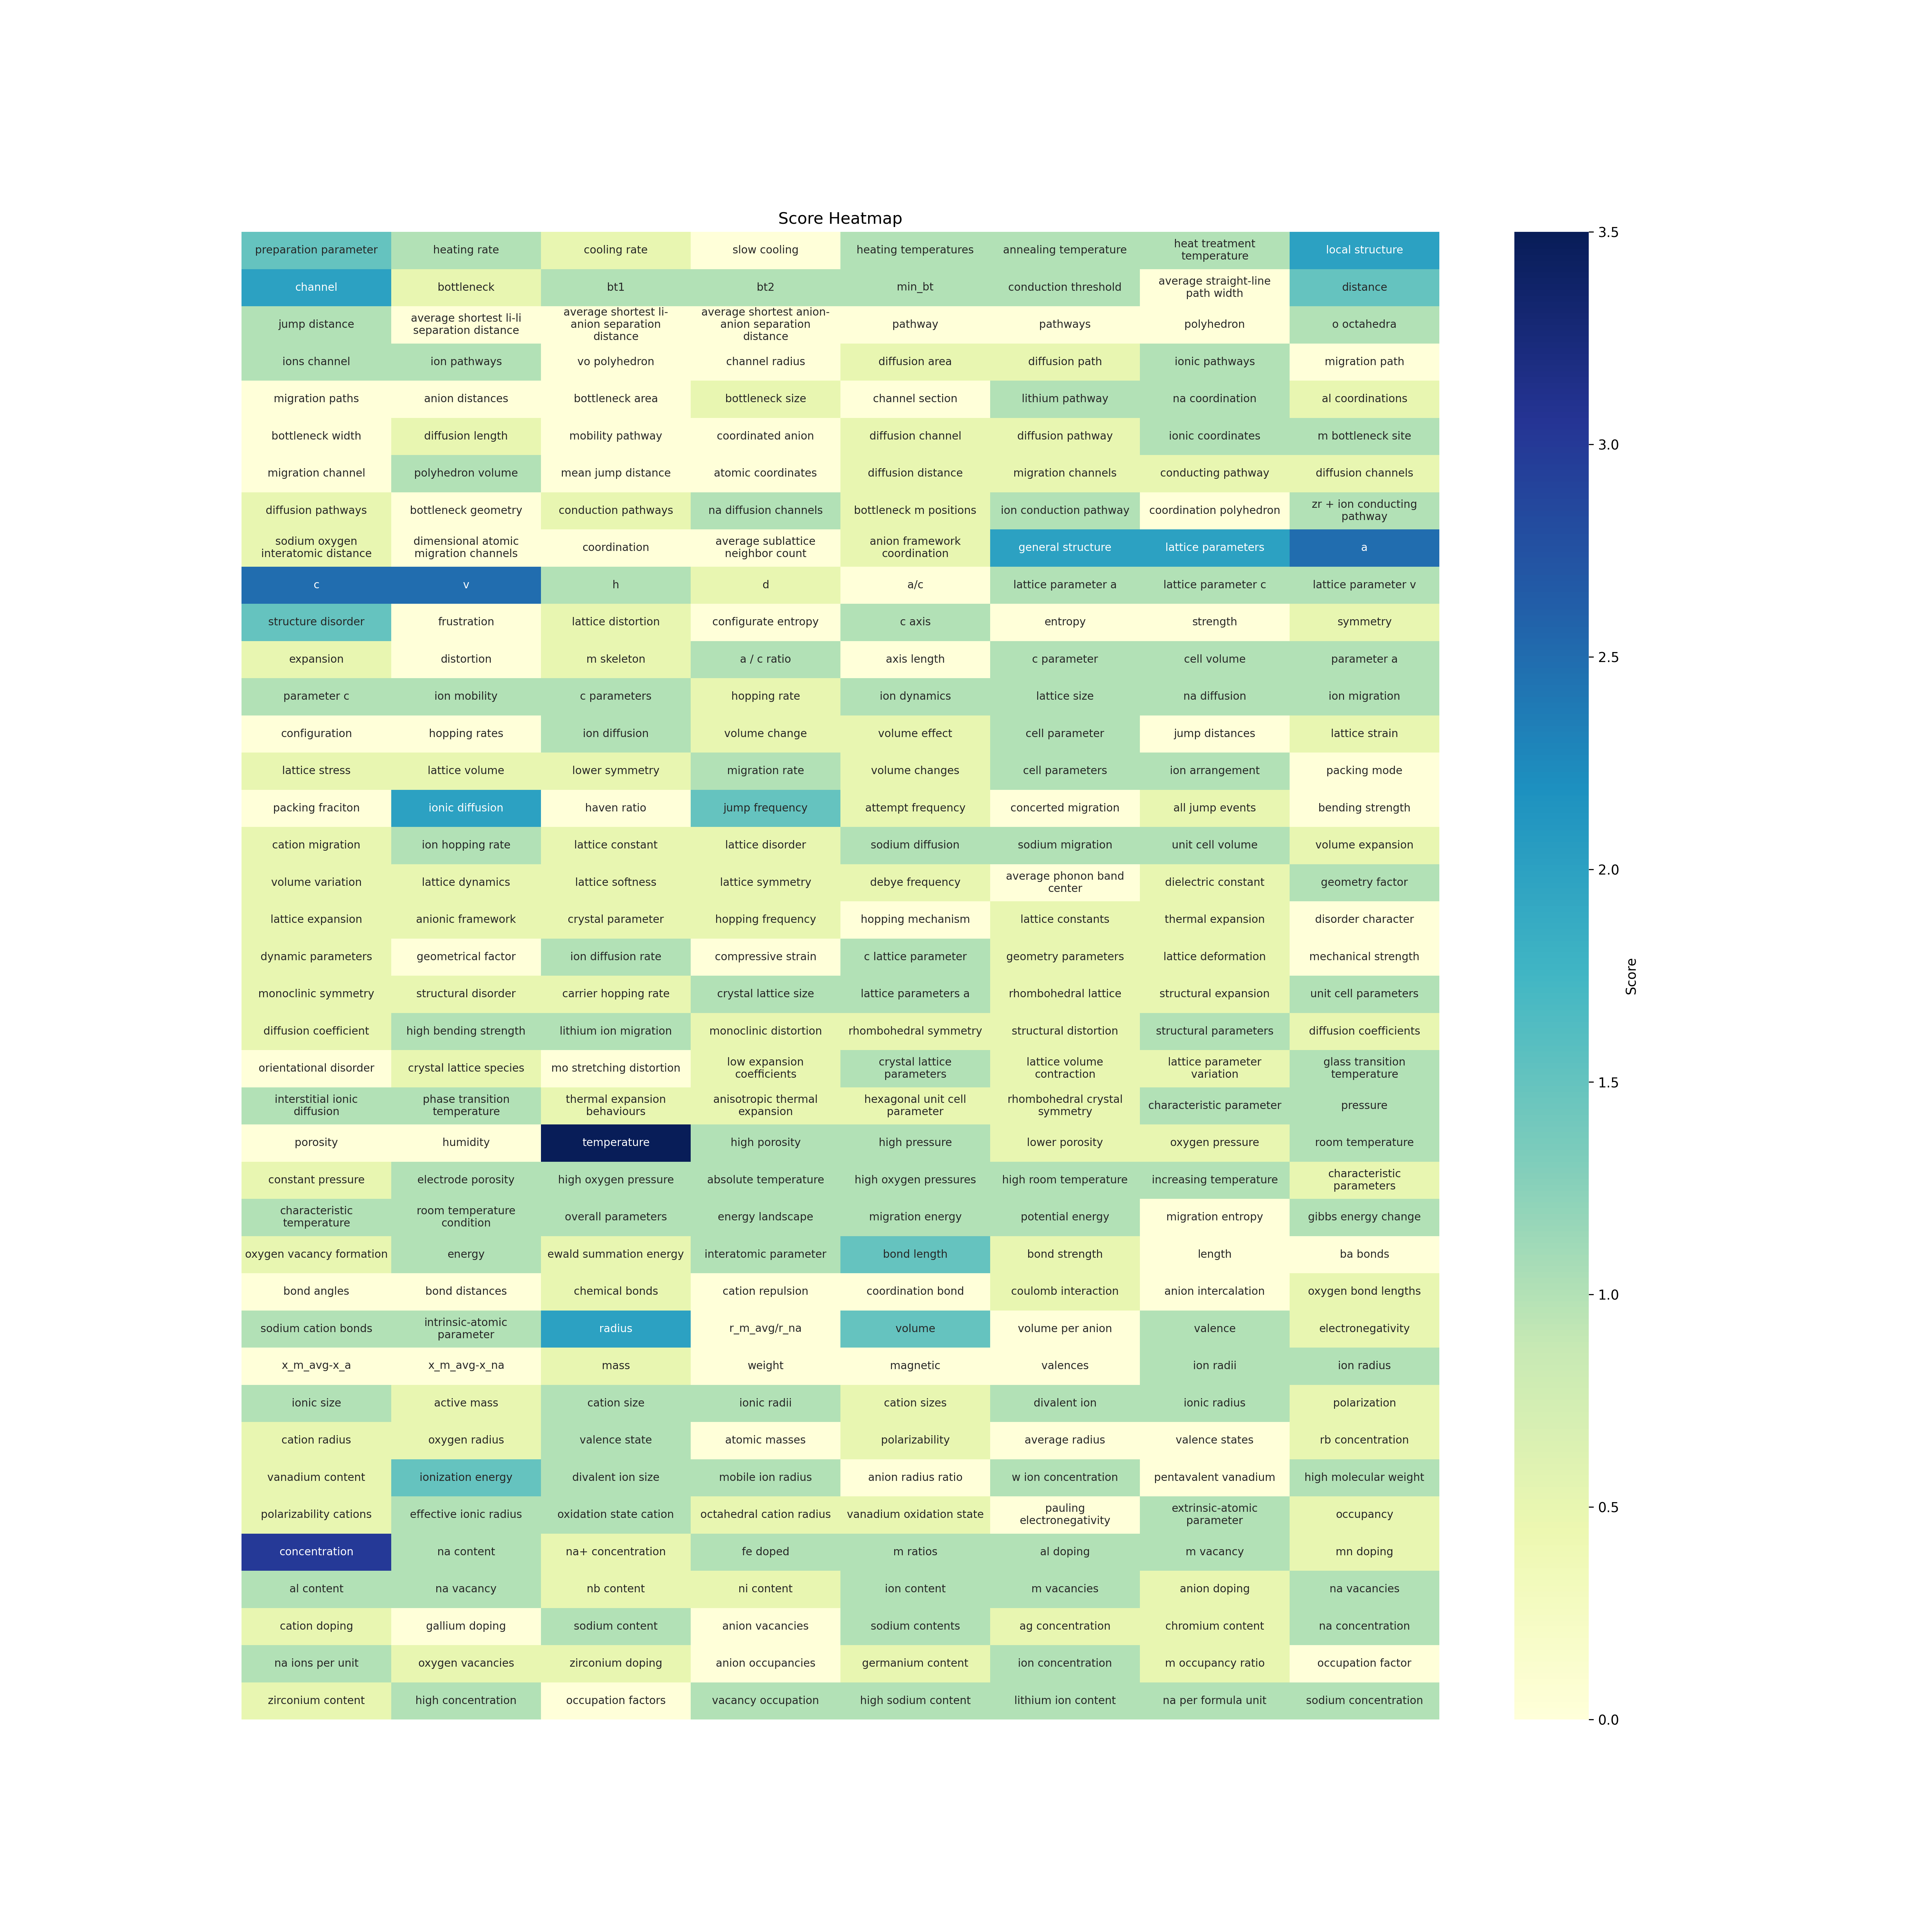 Score Heatmap
preparation parameter
heating rate
cooling rate
slow cooling
heating temperatures
annealing temperature
heat treatment
temperature
local structure
channel
bottleneck
bt1
bt2
min_bt
conduction threshold
average straight-line
path width
distance
jump distance
average shortest li-li
separation distance
average shortest li-
anion separation
distance
average shortest anion-
anion separation
distance
pathway
pathways
polyhedron
o octahedra
ions channel
ion pathways
vo polyhedron
channel radius
diffusion area
diffusion path
ionic pathways
migration path
migration paths
anion distances
bottleneck area
bottleneck size
channel section
lithium pathway
na coordination
al coordinations
bottleneck width
diffusion length
mobility pathway
coordinated anion
diffusion channel
diffusion pathway
ionic coordinates
m bottleneck site
migration channel
polyhedron volume
mean jump distance
atomic coordinates
diffusion distance
migration channels
conducting pathway
diffusion channels
diffusion pathways
bottleneck geometry
conduction pathways
na diffusion channels
bottleneck m positions
ion conduction pathway
coordination polyhedron
zr + ion conducting
pathway
sodium oxygen
interatomic distance
dimensional atomic
migration channels
coordination
average sublattice
neighbor count
anion framework
coordination
general structure
lattice parameters
a
c
v
h
d
a/c
lattice parameter a
lattice parameter c
lattice parameter v
structure disorder
frustration
lattice distortion
configurate entropy
c axis
entropy
strength
symmetry
expansion
distortion
m skeleton
a / c ratio
axis length
c parameter
cell volume
parameter a
parameter c
ion mobility
c parameters
hopping rate
ion dynamics
lattice size
na diffusion
ion migration
configuration
hopping rates
ion diffusion
volume change
volume effect
cell parameter
jump distances
lattice strain
lattice stress
lattice volume
lower symmetry
migration rate
volume changes
cell parameters
ion arrangement
packing mode
packing fraciton
ionic diffusion
haven ratio
jump frequency
attempt frequency
concerted migration
all jump events
bending strength
cation migration
ion hopping rate
lattice constant
lattice disorder
sodium diffusion
sodium migration
unit cell volume
volume expansion
volume variation
lattice dynamics
lattice softness
lattice symmetry
debye frequency
average phonon band
center
dielectric constant
geometry factor
lattice expansion
anionic framework
crystal parameter
hopping frequency
hopping mechanism
lattice constants
thermal expansion
disorder character
dynamic parameters
geometrical factor
ion diffusion rate
compressive strain
c lattice parameter
geometry parameters
lattice deformation
mechanical strength
monoclinic symmetry
structural disorder
carrier hopping rate
crystal lattice size
lattice parameters a
rhombohedral lattice
structural expansion
unit cell parameters
diffusion coefficient
high bending strength
lithium ion migration
monoclinic distortion
rhombohedral symmetry
structural distortion
structural parameters
diffusion coefficients
orientational disorder
crystal lattice species
mo stretching distortion
low expansion
coefficients
crystal lattice
parameters
lattice volume
contraction
lattice parameter
variation
glass transition
temperature
interstitial ionic
diffusion
phase transition
temperature
thermal expansion
behaviours
anisotropic thermal
expansion
hexagonal unit cell
parameter
rhombohedral crystal
symmetry
characteristic parameter
pressure
porosity
humidity
temperature
high porosity
high pressure
lower porosity
oxygen pressure
room temperature
constant pressure
electrode porosity
high oxygen pressure
absolute temperature
high oxygen pressures
high room temperature
increasing temperature
characteristic
parameters
characteristic
temperature
room temperature
condition
overall parameters
energy landscape
migration energy
potential energy
migration entropy
gibbs energy change
oxygen vacancy formation
energy
ewald summation energy
interatomic parameter
bond length
bond strength
length
ba bonds
bond angles
bond distances
chemical bonds
cation repulsion
coordination bond
coulomb interaction
anion intercalation
oxygen bond lengths
sodium cation bonds
intrinsic-atomic
parameter
radius
r_m_avg/r_na
volume
volume per anion
valence
electronegativity
x_m_avg-x_a
x_m_avg-x_na
mass
weight
magnetic
valences
ion radii
ion radius
ionic size
active mass
cation size
ionic radii
cation sizes
divalent ion
ionic radius
polarization
cation radius
oxygen radius
valence state
atomic masses
polarizability
average radius
valence states
rb concentration
vanadium content
ionization energy
divalent ion size
mobile ion radius
anion radius ratio
w ion concentration
pentavalent vanadium
high molecular weight
polarizability cations
effective ionic radius
oxidation state cation
octahedral cation radius
vanadium oxidation state
pauling
electronegativity
extrinsic-atomic
parameter
occupancy
concentration
na content
na+ concentration
fe doped
m ratios
al doping
m vacancy
mn doping
al content
na vacancy
nb content
ni content
ion content
m vacancies
anion doping
na vacancies
cation doping
gallium doping
sodium content
anion vacancies
sodium contents
ag concentration
chromium content
na concentration
na ions per unit
oxygen vacancies
zirconium doping
anion occupancies
germanium content
ion concentration
m occupancy ratio
occupation factor
zirconium content
high concentration
occupation factors
vacancy occupation
high sodium content
lithium ion content
na per formula unit
sodium concentration
3.5
3.0
2.5
2.0
1.5
1.0
0.5
0.0
Score